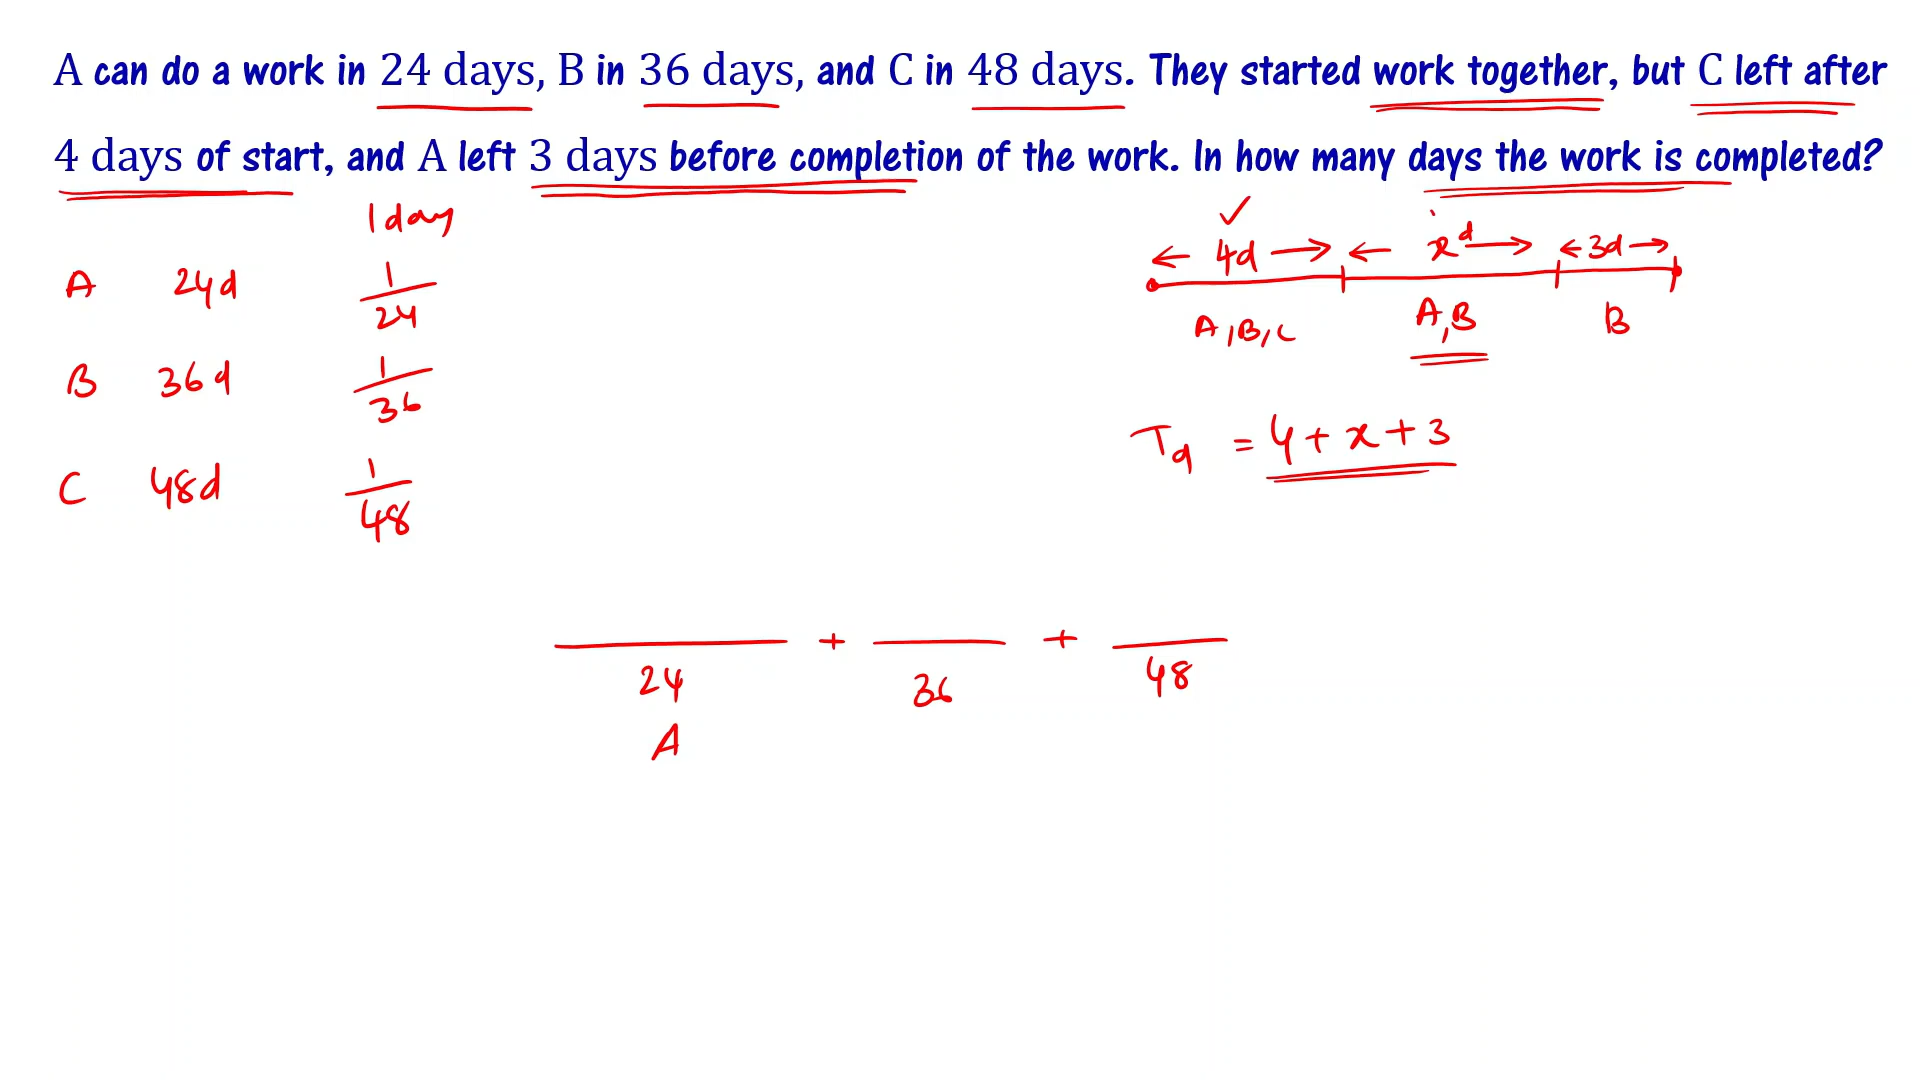 A can do a work in 24 days, B in 36 days, and C in 48 days. They started work together, but C left after
4 days of start, and A left 3 days before completion of the work. In how many days the work is completed?
1 day
A 24d 1/24
B 36d 1/36
C 48d 1/48
✓
← 4d → ← x^d → ← 3d →
A,B,C A,B B
T_d = 4 + x + 3
/24 + /36 + /48
A